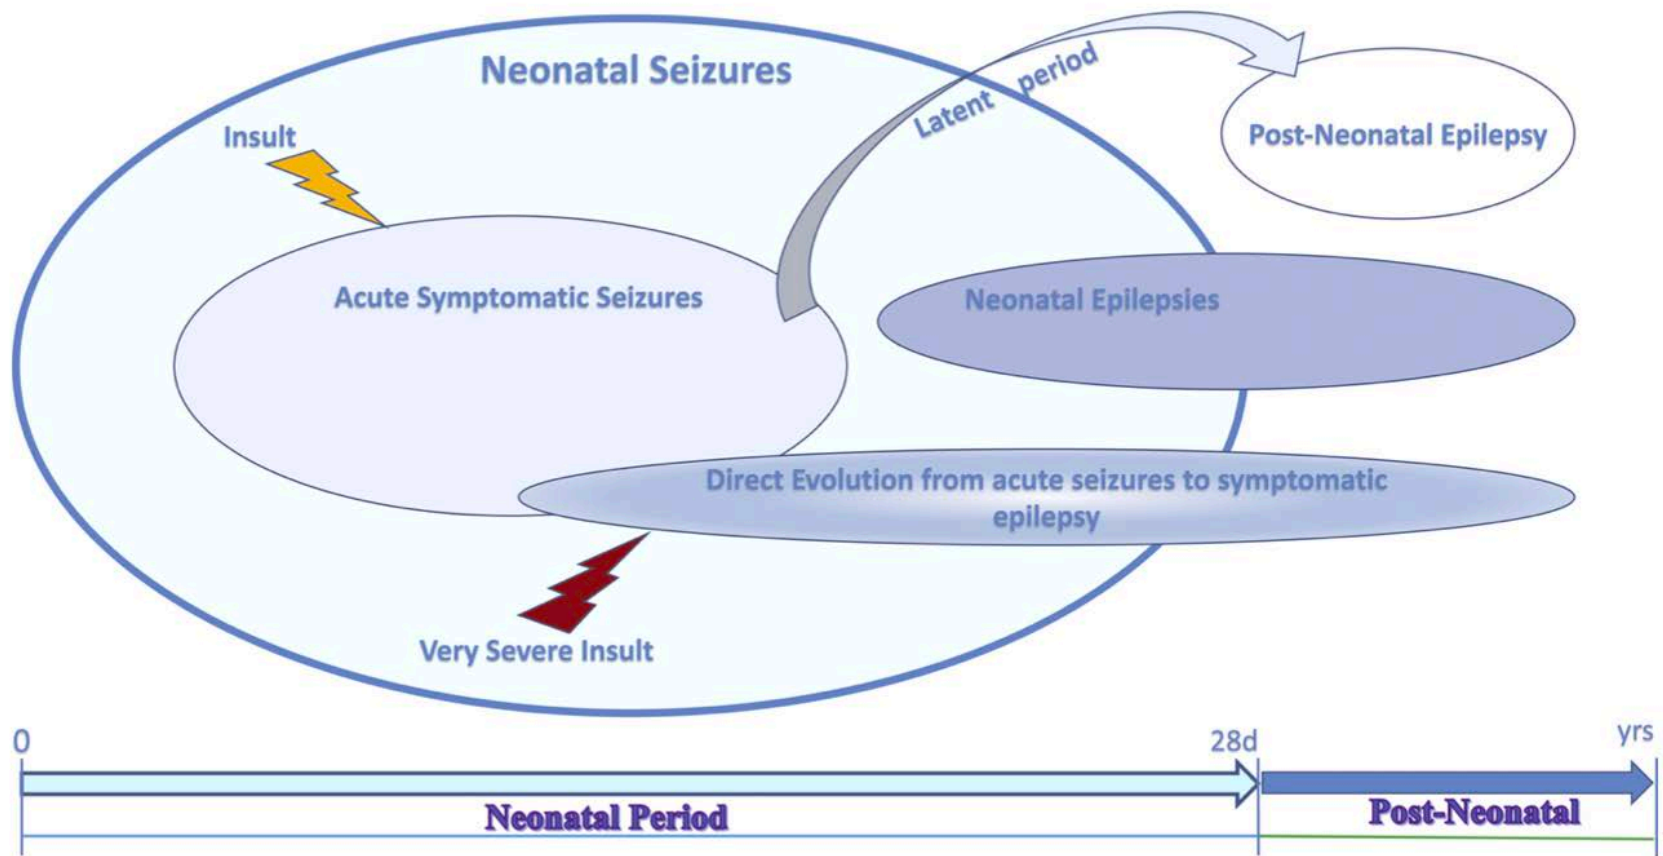 Neonatal Seizures
Latent period
Insult
Post-Neonatal Epilepsy
Acute Symptomatic Seizures
Neonatal Epilepsies
Direct Evolution from acute seizures to symptomatic
epilepsy
Very Severe Insult
0
28d
yrs
Neonatal Period
Post-Neonatal